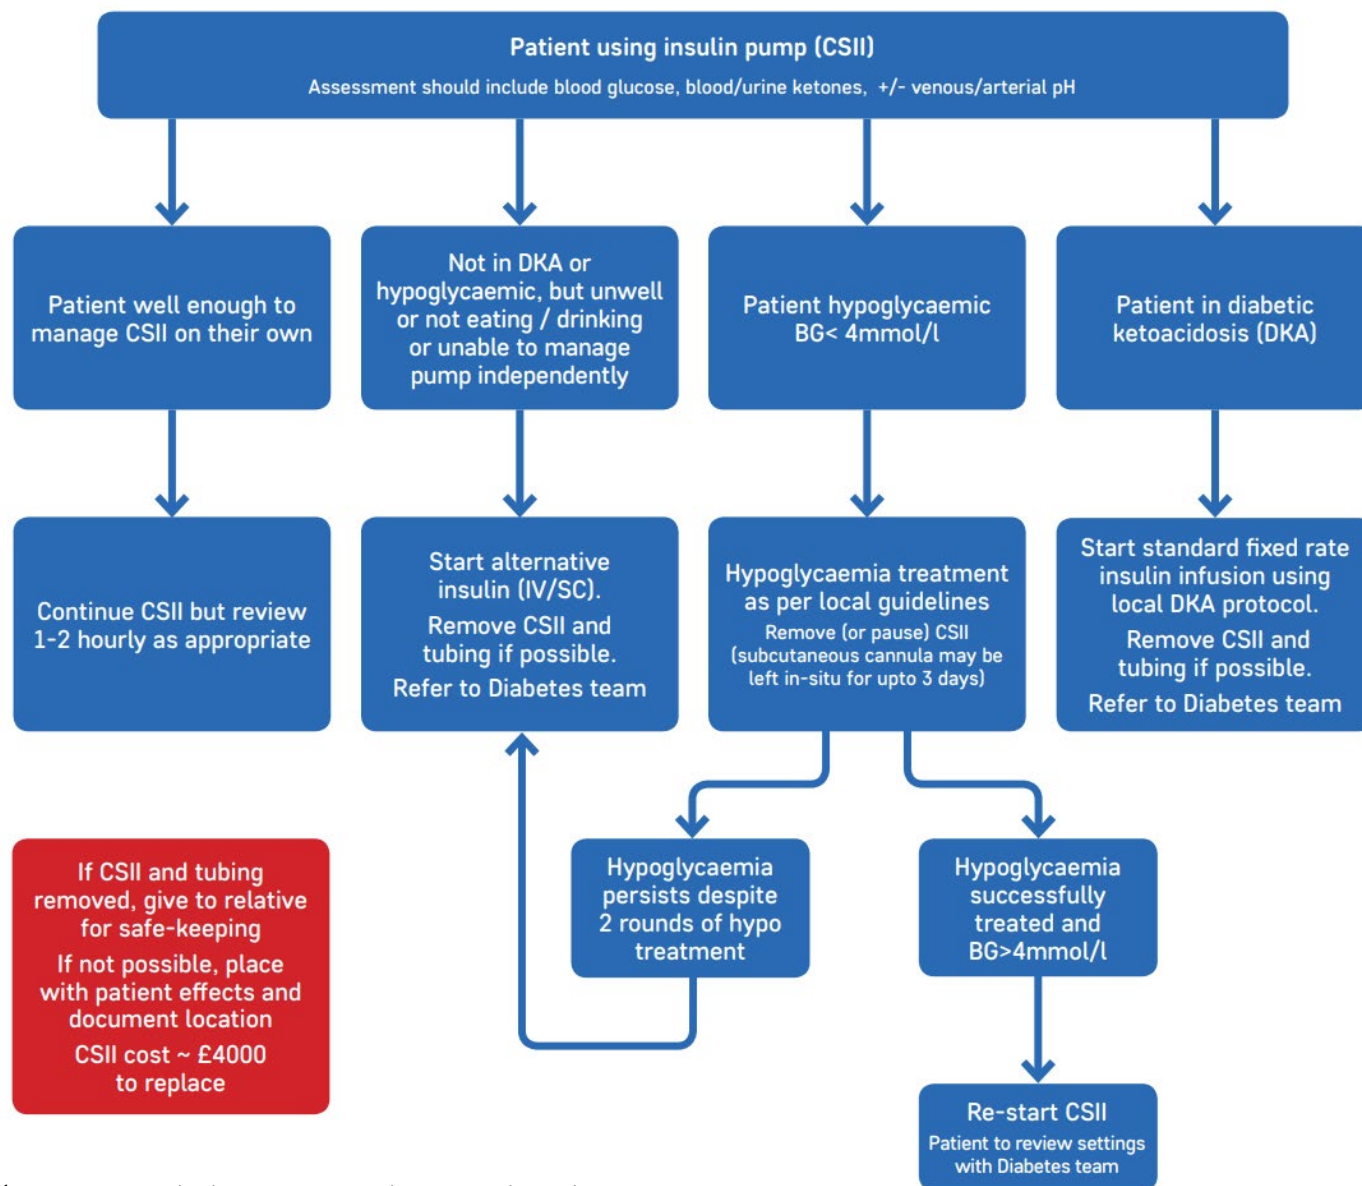 Patient using insulin pump (CSII)
Assessment should include blood glucose, blood/urine ketones, +/- venous/arterial pH
Patient well enough to
manage CSII on their own
Not in DKA or
hypoglycaemic, but unwell
or not eating / drinking
or unable to manage
pump independently
Patient hypoglycaemic
BG< 4mmol/l
Patient in diabetic
ketoacidosis (DKA)
Continue CSII but review
1-2 hourly as appropriate
Start alternative
insulin (IV/SC).
Remove CSII and
tubing if possible.
Refer to Diabetes team
Hypoglycaemia treatment
as per local guidelines
Remove (or pause) CSII
(subcutaneous cannula may be
left in-situ for upto 3 days)
Start standard fixed rate
insulin infusion using
local DKA protocol.
Remove CSII and
tubing if possible.
Refer to Diabetes team
If CSII and tubing
removed, give to relative
for safe-keeping
If not possible, place
with patient effects and
document location
CSII cost ~ £4000
to replace
Hypoglycaemia
persists despite
2 rounds of hypo
treatment
Hypoglycaemia
successfully
treated and
BG>4mmol/l
Re-start CSII
Patient to review settings
with Diabetes team